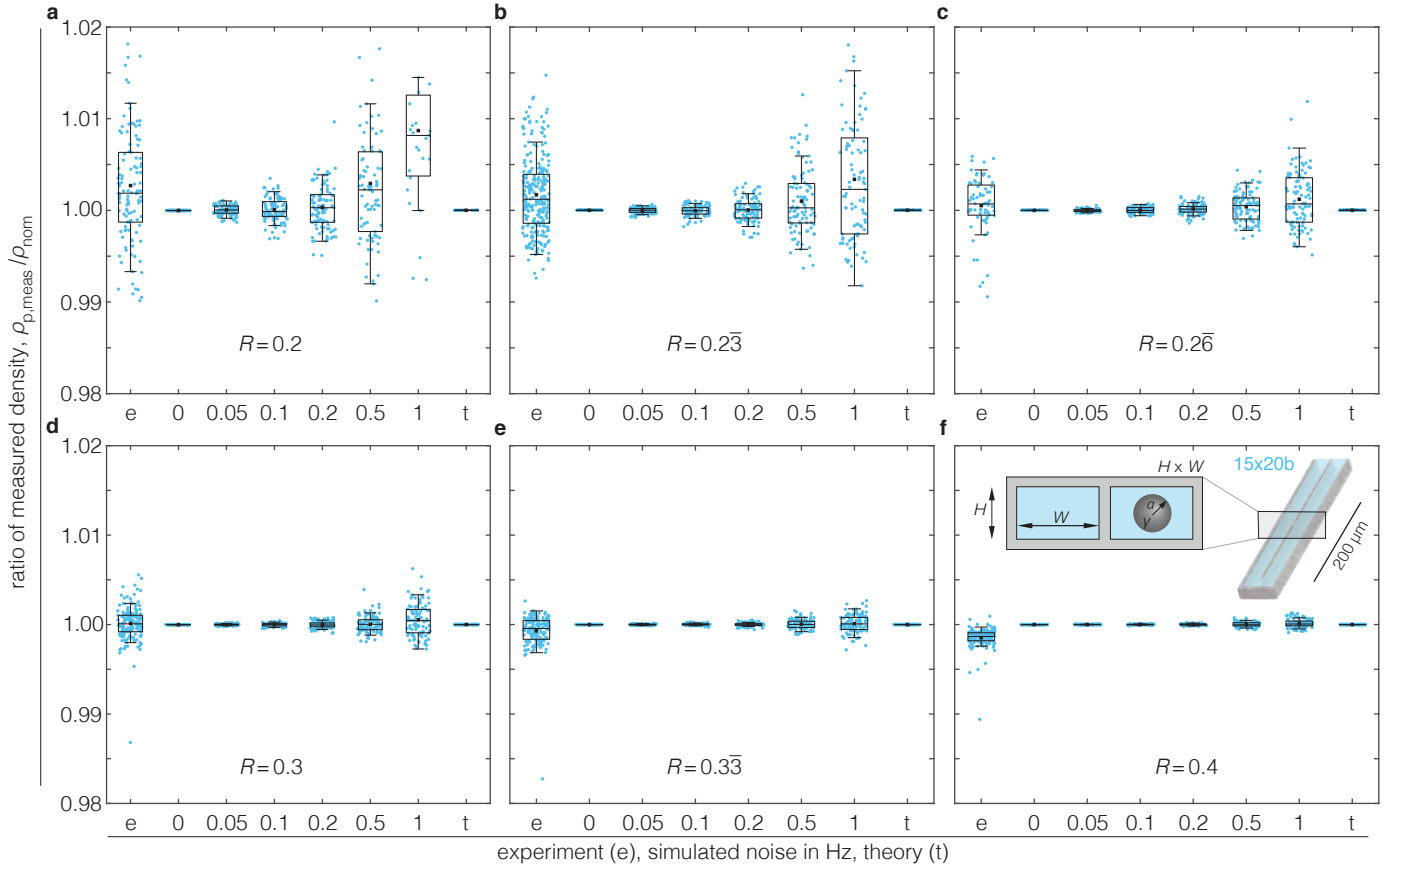 a
b
c
1.02
1.01
1.00
0.99
0.98
R = 0.2
R = 0.23̅
R = 0.26̅
e 0 0.05 0.1 0.2 0.5 1 t
e 0 0.05 0.1 0.2 0.5 1 t
e 0 0.05 0.1 0.2 0.5 1 t
ratio of measured density, ρp,meas /ρnom
d
e
f
1.02
1.01
1.00
0.99
0.98
H x W
15x20b
H
W
a
y
200 µm
R = 0.3
R = 0.33̅
R = 0.4
e 0 0.05 0.1 0.2 0.5 1 t
e 0 0.05 0.1 0.2 0.5 1 t
e 0 0.05 0.1 0.2 0.5 1 t
experiment (e), simulated noise in Hz, theory (t)